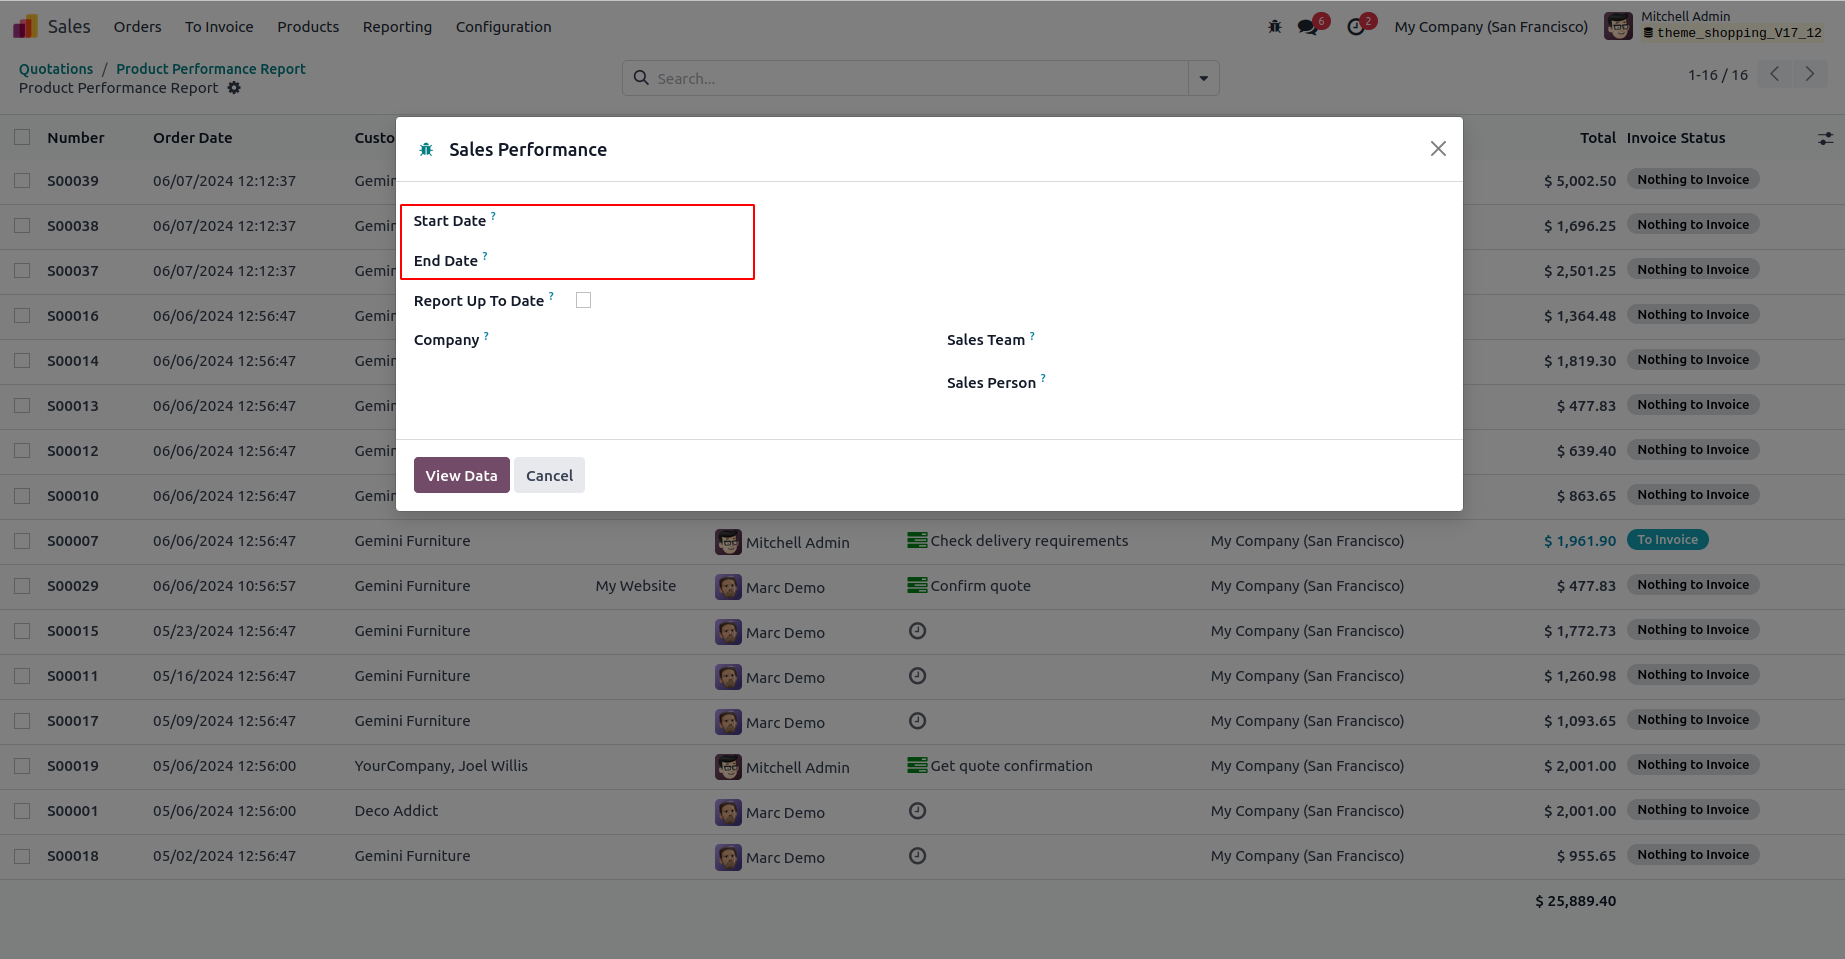 Sales Orders To Invoice Products Reporting Configuration 6 2 My Company (San Francisco) Mitchell Admin
theme_shopping_V17_12
Quotations / Product Performance Report
Product Performance Report
Search...
1-16 / 16
Number Order Date Custo Total Invoice Status
Sales Performance
Start Date ?
End Date ?
Report Up To Date ?
Company ? Sales Team ?
Sales Person ?
View Data Cancel
S00039 06/07/2024 12:12:37 Gemin $ 5,002.50 Nothing to Invoice
S00038 06/07/2024 12:12:37 Gemin $ 1,696.25 Nothing to Invoice
S00037 06/07/2024 12:12:37 Gemin $ 2,501.25 Nothing to Invoice
S00016 06/06/2024 12:56:47 Gemin $ 1,364.48 Nothing to Invoice
S00014 06/06/2024 12:56:47 Gemin $ 1,819.30 Nothing to Invoice
S00013 06/06/2024 12:56:47 Gemin $ 477.83 Nothing to Invoice
S00012 06/06/2024 12:56:47 Gemin $ 639.40 Nothing to Invoice
S00010 06/06/2024 12:56:47 Gemin $ 863.65 Nothing to Invoice
S00007 06/06/2024 12:56:47 Gemini Furniture Mitchell Admin Check delivery requirements My Company (San Francisco) $ 1,961.90 To Invoice
S00029 06/06/2024 10:56:57 Gemini Furniture My Website Marc Demo Confirm quote My Company (San Francisco) $ 477.83 Nothing to Invoice
S00015 05/23/2024 12:56:47 Gemini Furniture Marc Demo My Company (San Francisco) $ 1,772.73 Nothing to Invoice
S00011 05/16/2024 12:56:47 Gemini Furniture Marc Demo My Company (San Francisco) $ 1,260.98 Nothing to Invoice
S00017 05/09/2024 12:56:47 Gemini Furniture Marc Demo My Company (San Francisco) $ 1,093.65 Nothing to Invoice
S00019 05/06/2024 12:56:00 YourCompany, Joel Willis Mitchell Admin Get quote confirmation My Company (San Francisco) $ 2,001.00 Nothing to Invoice
S00001 05/06/2024 12:56:00 Deco Addict Marc Demo My Company (San Francisco) $ 2,001.00 Nothing to Invoice
S00018 05/02/2024 12:56:47 Gemini Furniture Marc Demo My Company (San Francisco) $ 955.65 Nothing to Invoice
$ 25,889.40